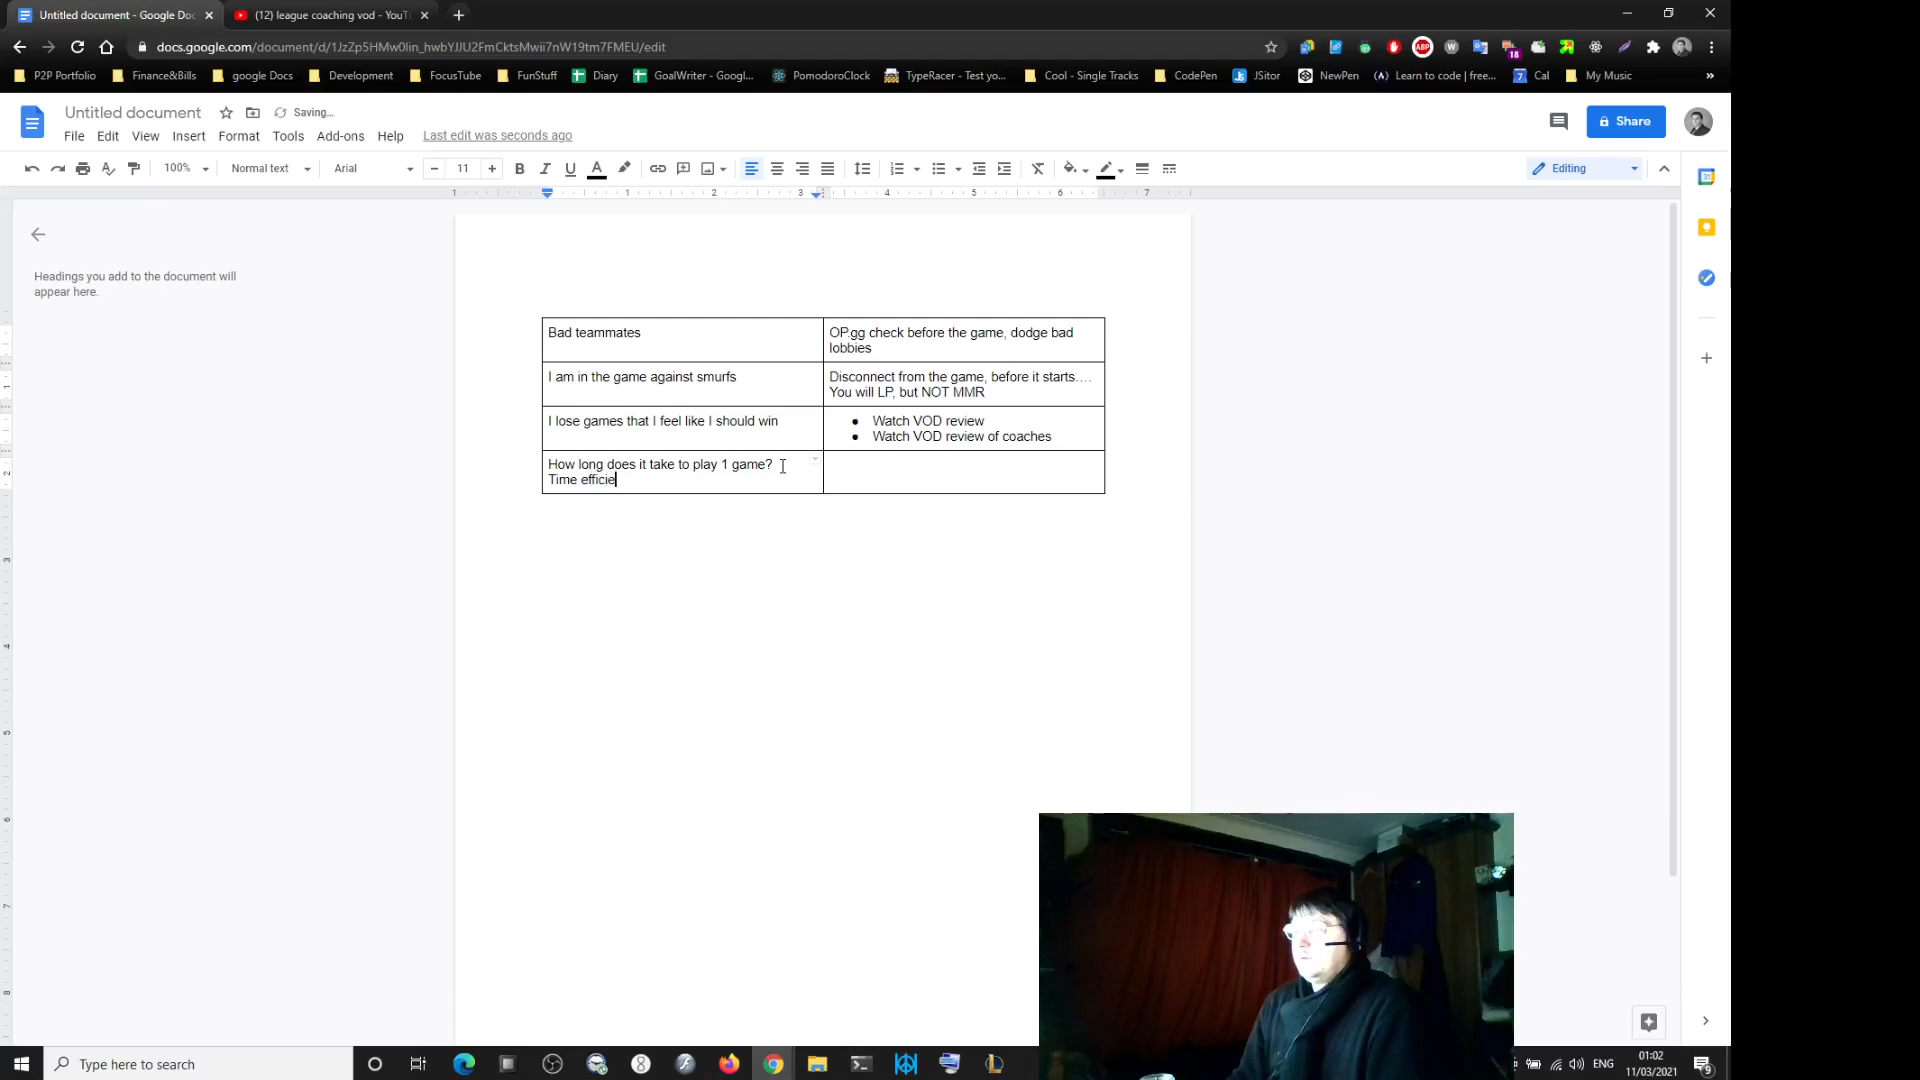 Untitled document - Google Doc
(12) league coaching vod - YouTu
docs.google.com/document/d/1JzZp5HMw0lin_hwbYJJU2FmCktsMwii7nW19tm7FMEU/edit
ABP
18
P2P Portfolio
Finance&Bills
google Docs
Development
FocusTube
FunStuff
Diary
GoalWriter - Googl...
PomodoroClock
TypeRacer - Test yo...
Cool - Single Tracks
CodePen
JSitor
NewPen
Learn to code | free...
Cal
My Music
Untitled document
Saving...
File
Edit
View
Insert
Format
Tools
Add-ons
Help
Last edit was seconds ago
Share
100%
Normal text
Arial
11
Editing
Headings you add to the document will
appear here.
Bad teammates
OP.gg check before the game, dodge bad
lobbies
I am in the game against smurfs
Disconnect from the game, before it starts....
You will LP, but NOT MMR
I lose games that I feel like I should win
Watch VOD review
Watch VOD review of coaches
How long does it take to play 1 game?
Time efficie
Type here to search
ENG
01:02
11/03/2021
9